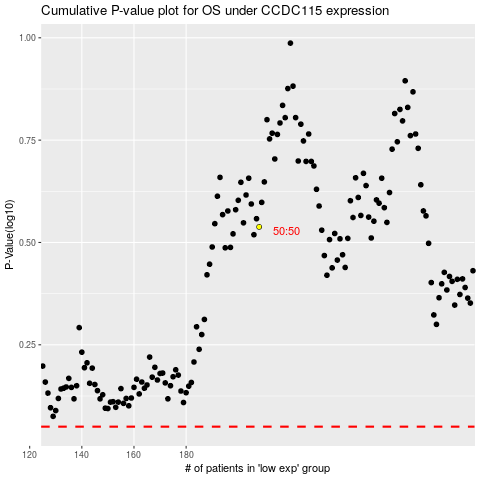 Cumulative P-value plot for OS under CCDC115 expression
P-Value(log10)
1.00
0.75
0.50
0.25
50:50
120 140 160 180
# of patients in 'low exp' group